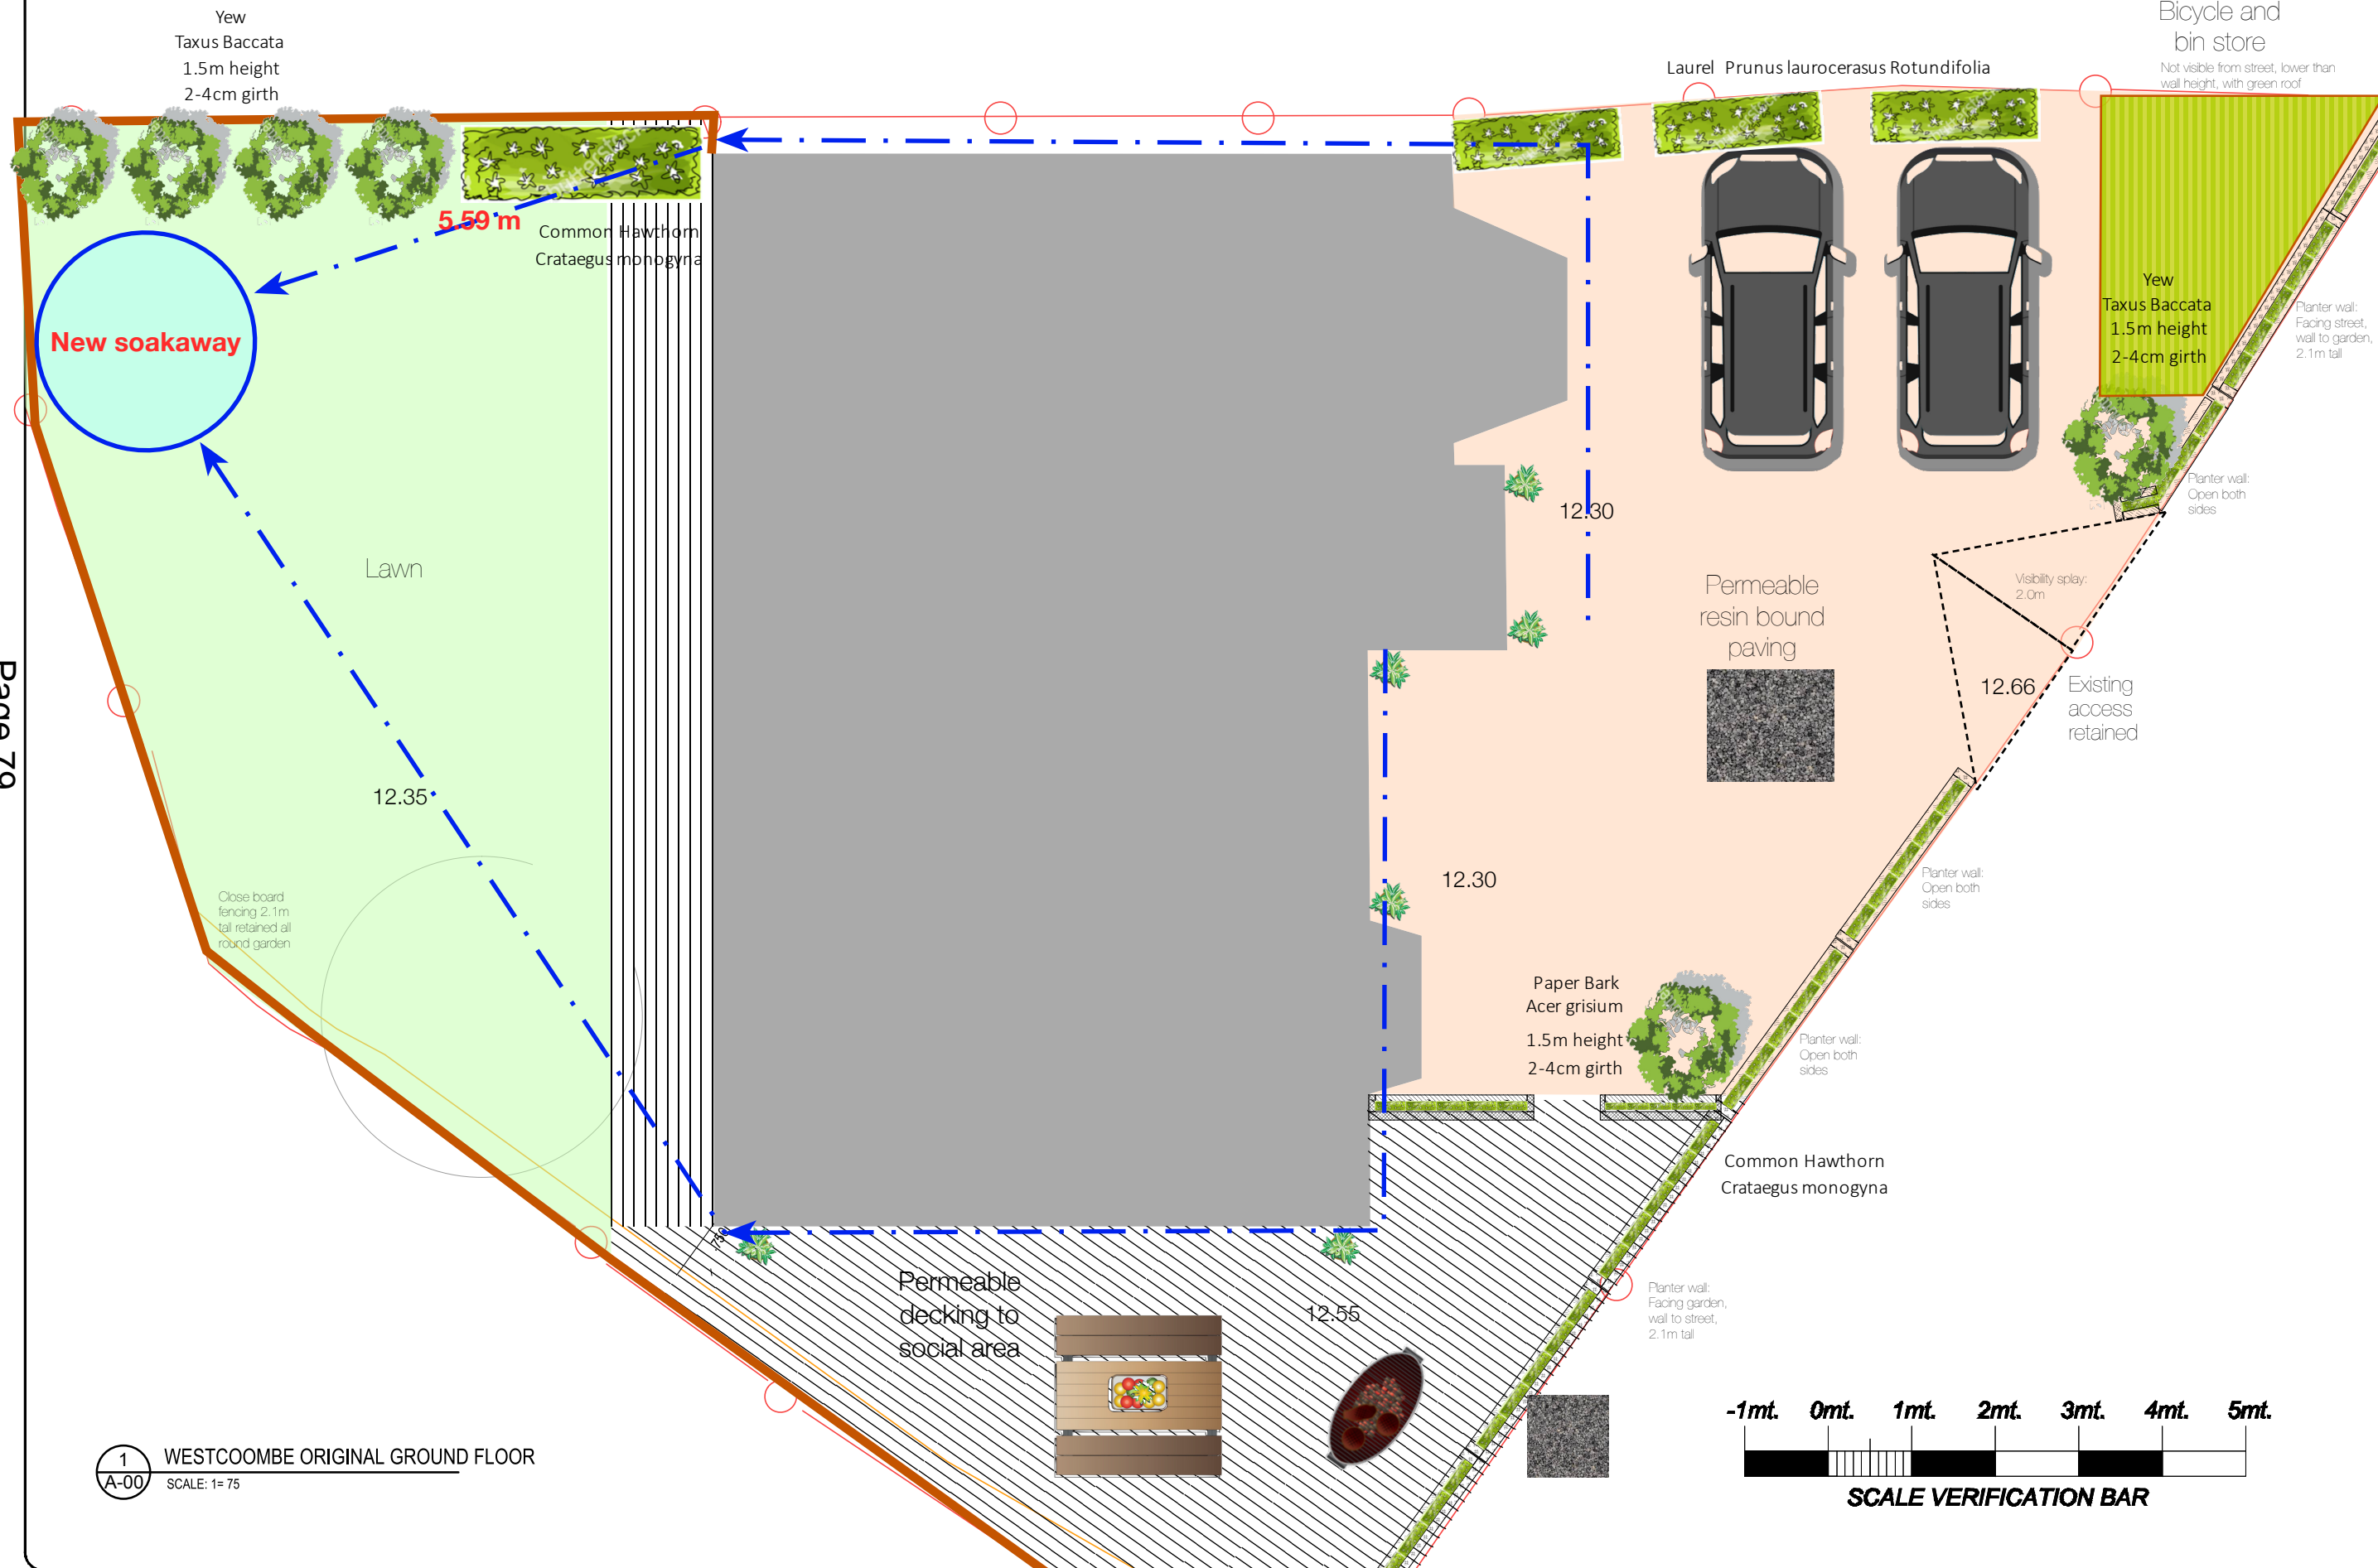 Yew
Taxus Baccata
1.5m height
2-4cm girth
Laurel Prunus laurocerasus Rotundifolia
Bicycle and
bin store
Not visible from street, lower than
wall height, with green roof
5.59 m
Common Hawthorn
Crataegus monogyna
New soakaway
Yew
Taxus Baccata
1.5m height
2-4cm girth
Planter wall:
Facing street,
wall to garden,
2.1m tall
Planter wall:
Open both
sides
12.30
Lawn
Permeable
resin bound
paving
Visibility splay:
2.0m
12.66
Existing
access
retained
Page 79
12.35
12.30
Close board
fencing 2.1m
tall retained all
round garden
Planter wall:
Open both
sides
Paper Bark
Acer grisium
1.5m height
2-4cm girth
Planter wall:
Open both
sides
Common Hawthorn
Crataegus monogyna
Permeable
decking to
social area
12.55
Planter wall:
Facing garden,
wall to street,
2.1m tall
1
A-00
WESTCOOMBE ORIGINAL GROUND FLOOR
SCALE: 1= 75
-1mt. 0mt. 1mt. 2mt. 3mt. 4mt. 5mt.
SCALE VERIFICATION BAR